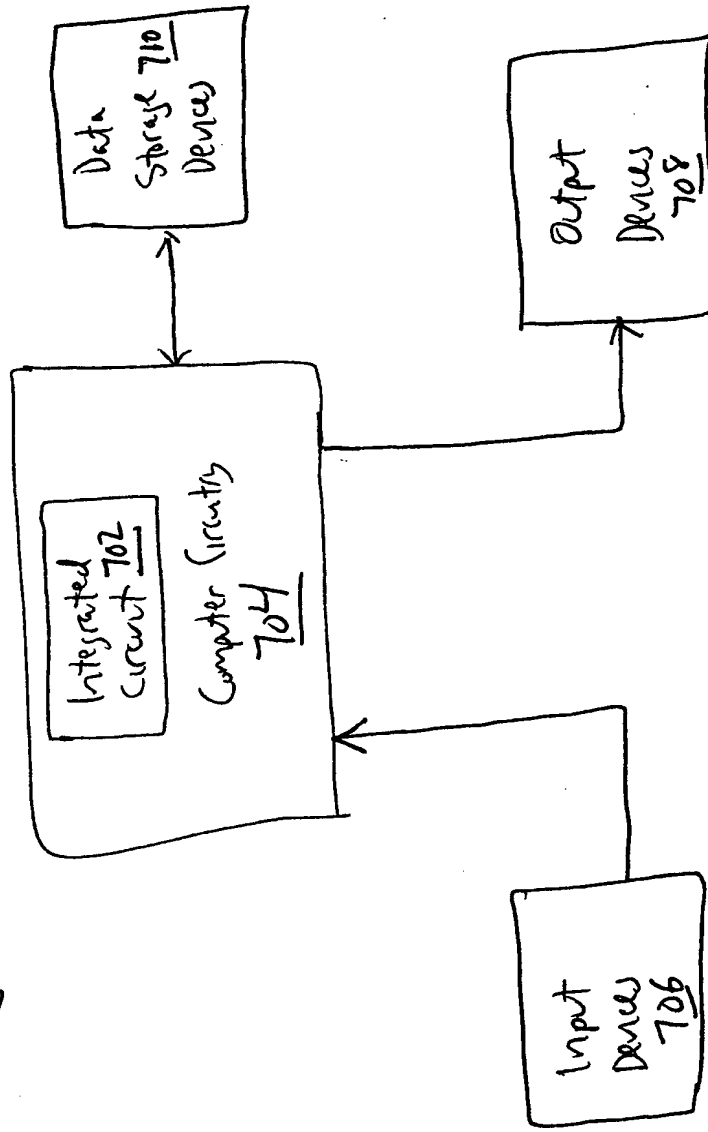 Integrated
Circuit 702
Computer Circuitry
704
Data
Storage 710
Devices
Input
Devices
706
Output
Devices
708